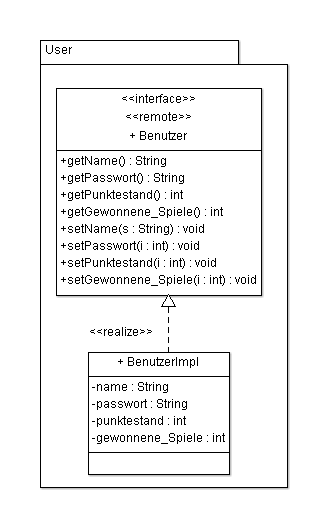 User
<<interface>>
<<remote>>
+ Benutzer
+getName() : String
+getPasswort() : String
+getPunktestand() : int
+getGewonnene_Spiele() : int
+setName(s : String) : void
+setPasswort(i : int) : void
+setPunktestand(i : int) : void
+setGewonnene_Spiele(i : int) : void
<<realize>>
+ BenutzerImpl
-name : String
-passwort : String
-punktestand : int
-gewonnene_Spiele : int